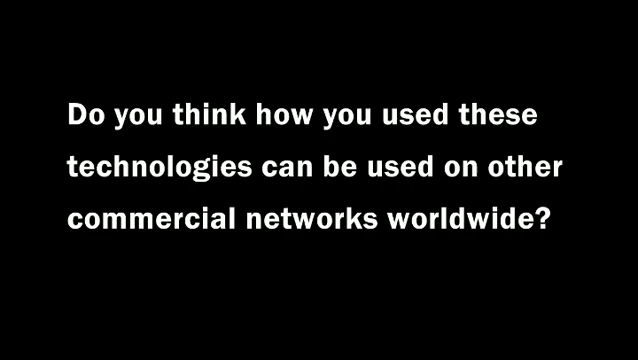 Do you think how you used these
technologies can be used on other
commercial networks worldwide?